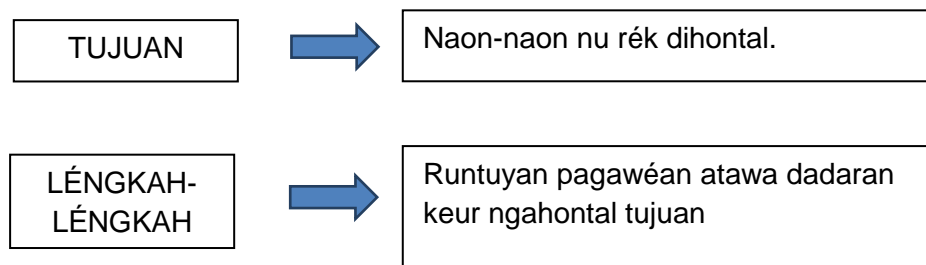 TUJUAN
Naon-naon nu rék dihontal.
LÉNGKAH-
LÉNGKAH
Runtuyan pagawéan atawa dadaran
keur ngahontal tujuan